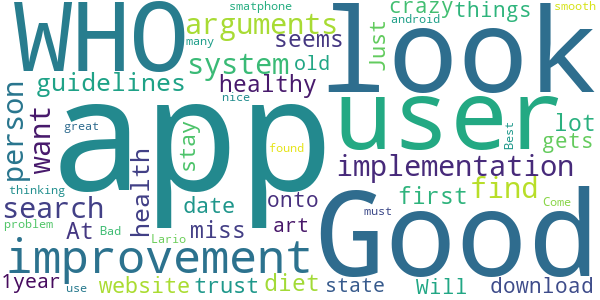 WHO arguments look crazy things smooth
smatphone android
many seems Just
system old
guidelines healthy
person want app user lot
great nice stay Best gets
found implementation
thinking health first find
search At onto Good
problem Bad date Come
Lario miss art must
improvement
1year website trust diet state Will download
use